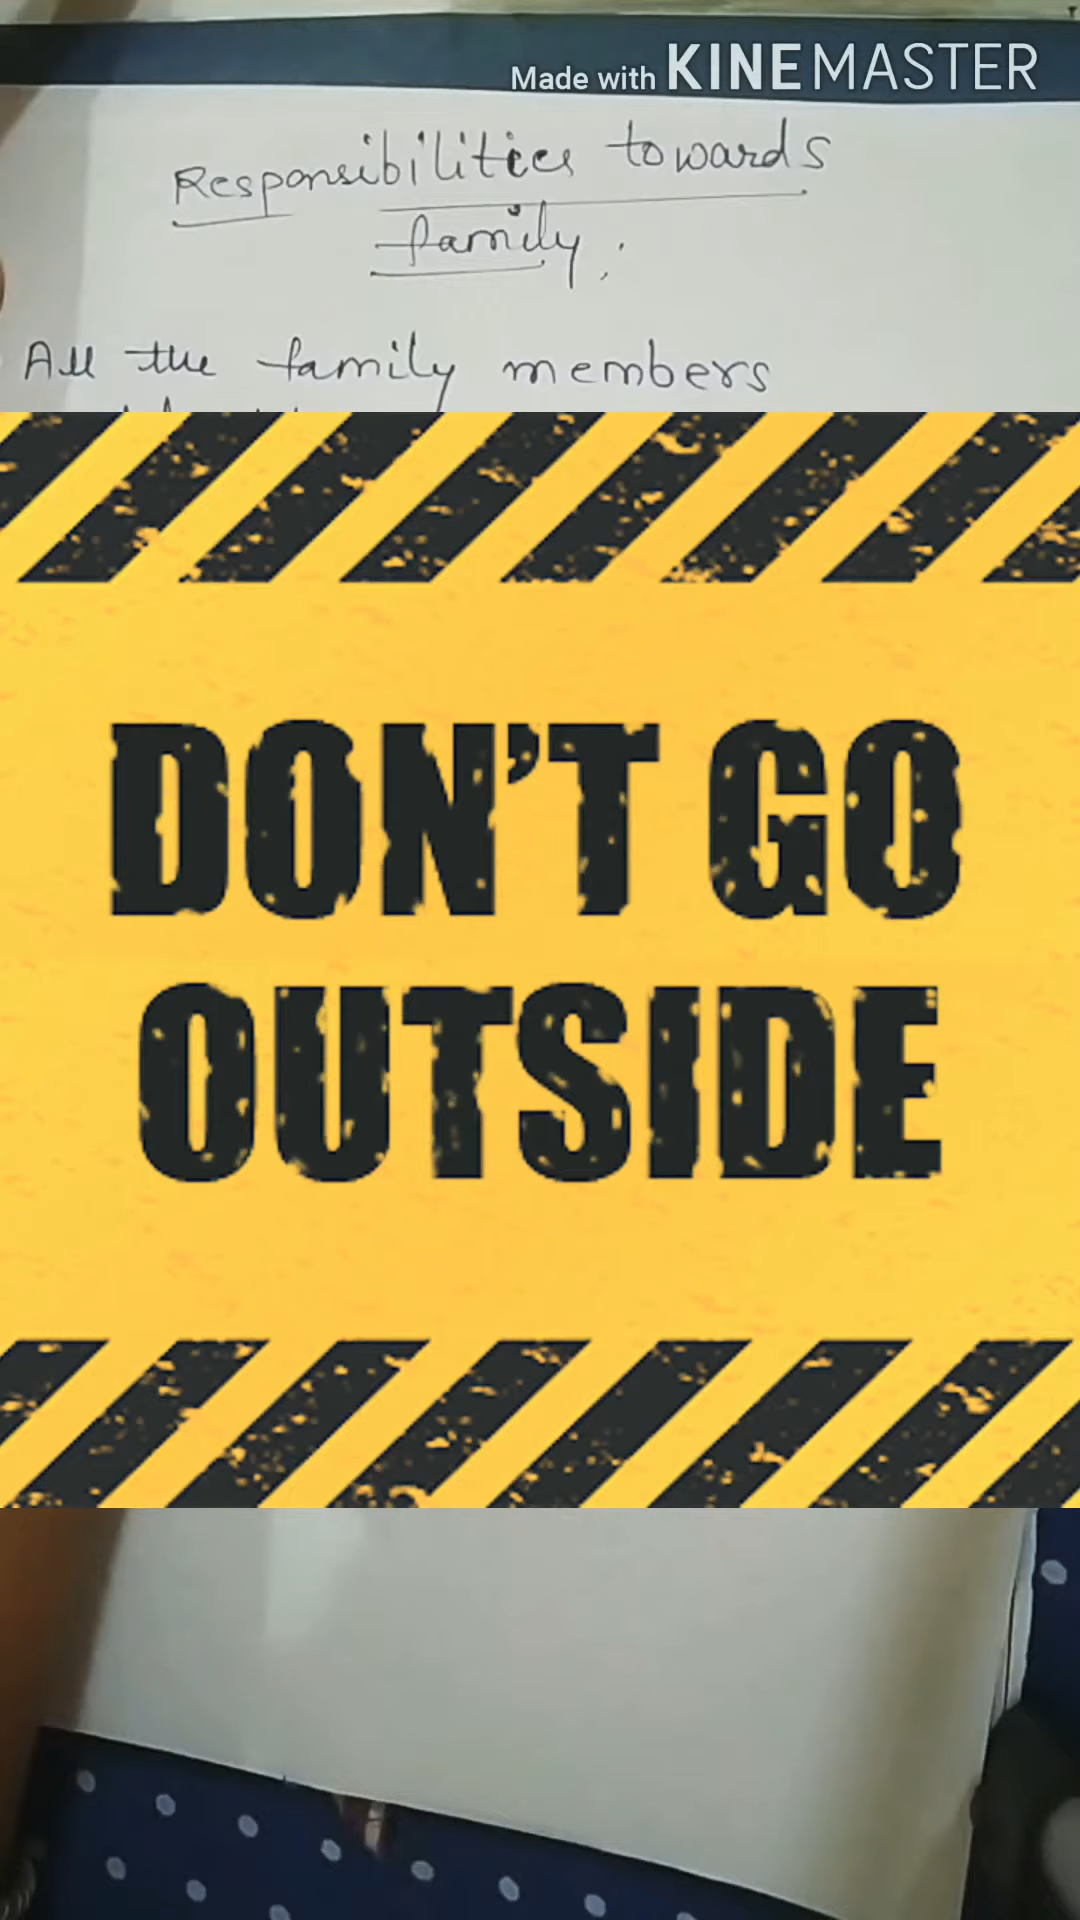 Made with KINEMASTER
Responsibilities towards
family.
All the family members
DON'T GO
OUTSIDE